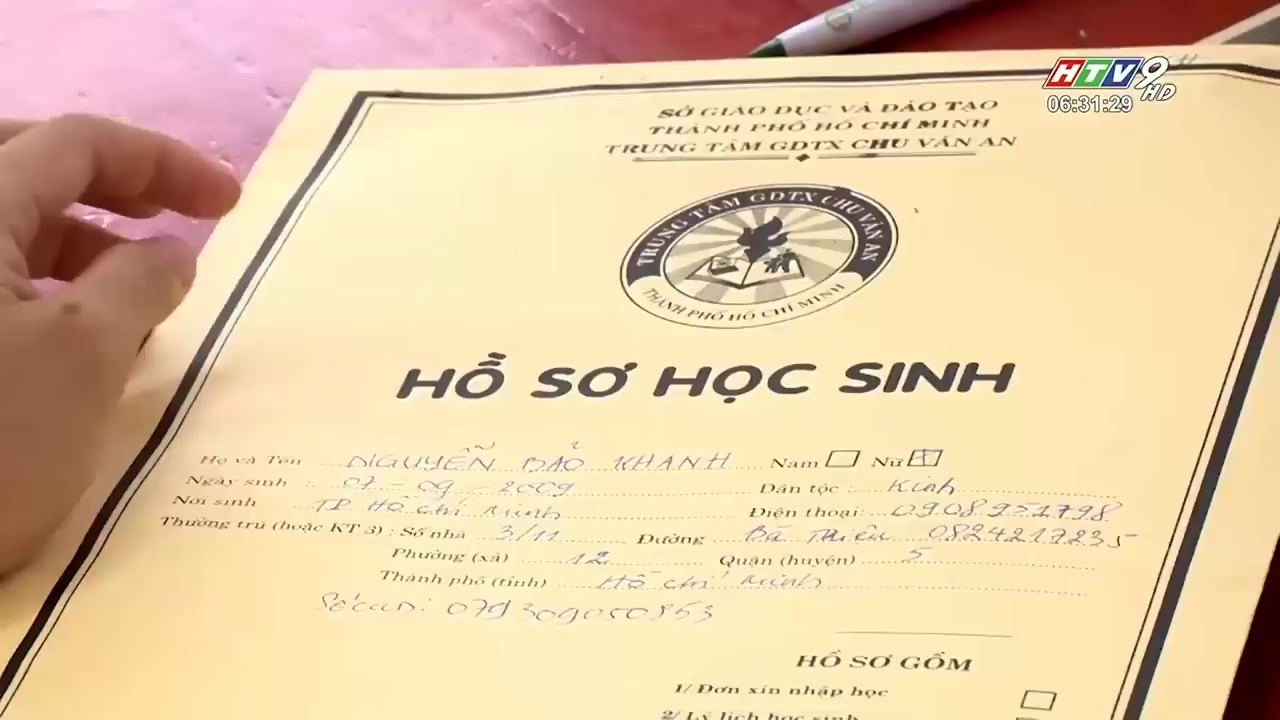 HTV9 HD
06:31:29
SỞ GIÁO DỤC VÀ ĐÀO TẠO
THÀNH PHỐ HỒ CHÍ MINH
TRUNG TÂM GDTX CHU VĂN AN
TRUNG TÂM GDTX CHU VĂN AN
THÀNH PHỐ HỒ CHÍ MINH
HỒ SƠ HỌC SINH
Họ và Tên : NGUYỄN BẢO KHANH Nam Nữ
Ngày sinh : 07 - 09 - 2009 Dân tộc : Kinh
Nơi sinh TP Hồ Chí Minh Điện thoại: 0908951798
Thường trú (hoặc KT 3) : Số nhà 3/11 Đường Bà Triệu 0824217235
Phường (xã) 12 Quận (huyện) 5
Thành phố (tỉnh) Hồ Chí Minh
Số can: 079309050853
HỒ SƠ GỒM
1/ Đơn xin nhập học
2/ Lý lịch học sinh